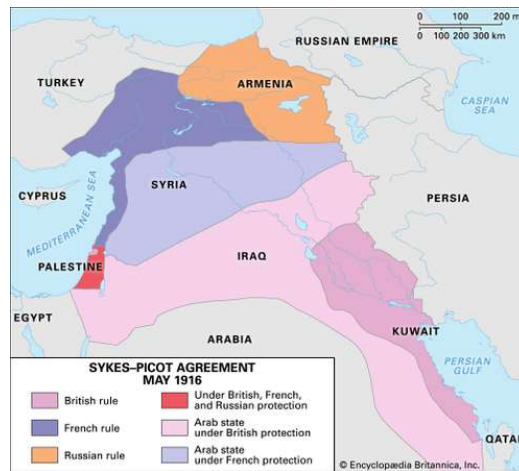 0 100 200 mi
0 100 200 300 km
RUSSIAN EMPIRE
TURKEY
ARMENIA
CASPIAN
SEA
CYPRUS
MEDITERRANEAN SEA
SYRIA
PERSIA
PALESTINE
IRAQ
EGYPT
KUWAIT
ARABIA
PERSIAN
GULF
QATAR
SYKES–PICOT AGREEMENT
MAY 1916
British rule
French rule
Russian rule
Under British, French,
and Russian protection
Arab state
under British protection
Arab state
under French protection
© Encyclopædia Britannica, Inc.